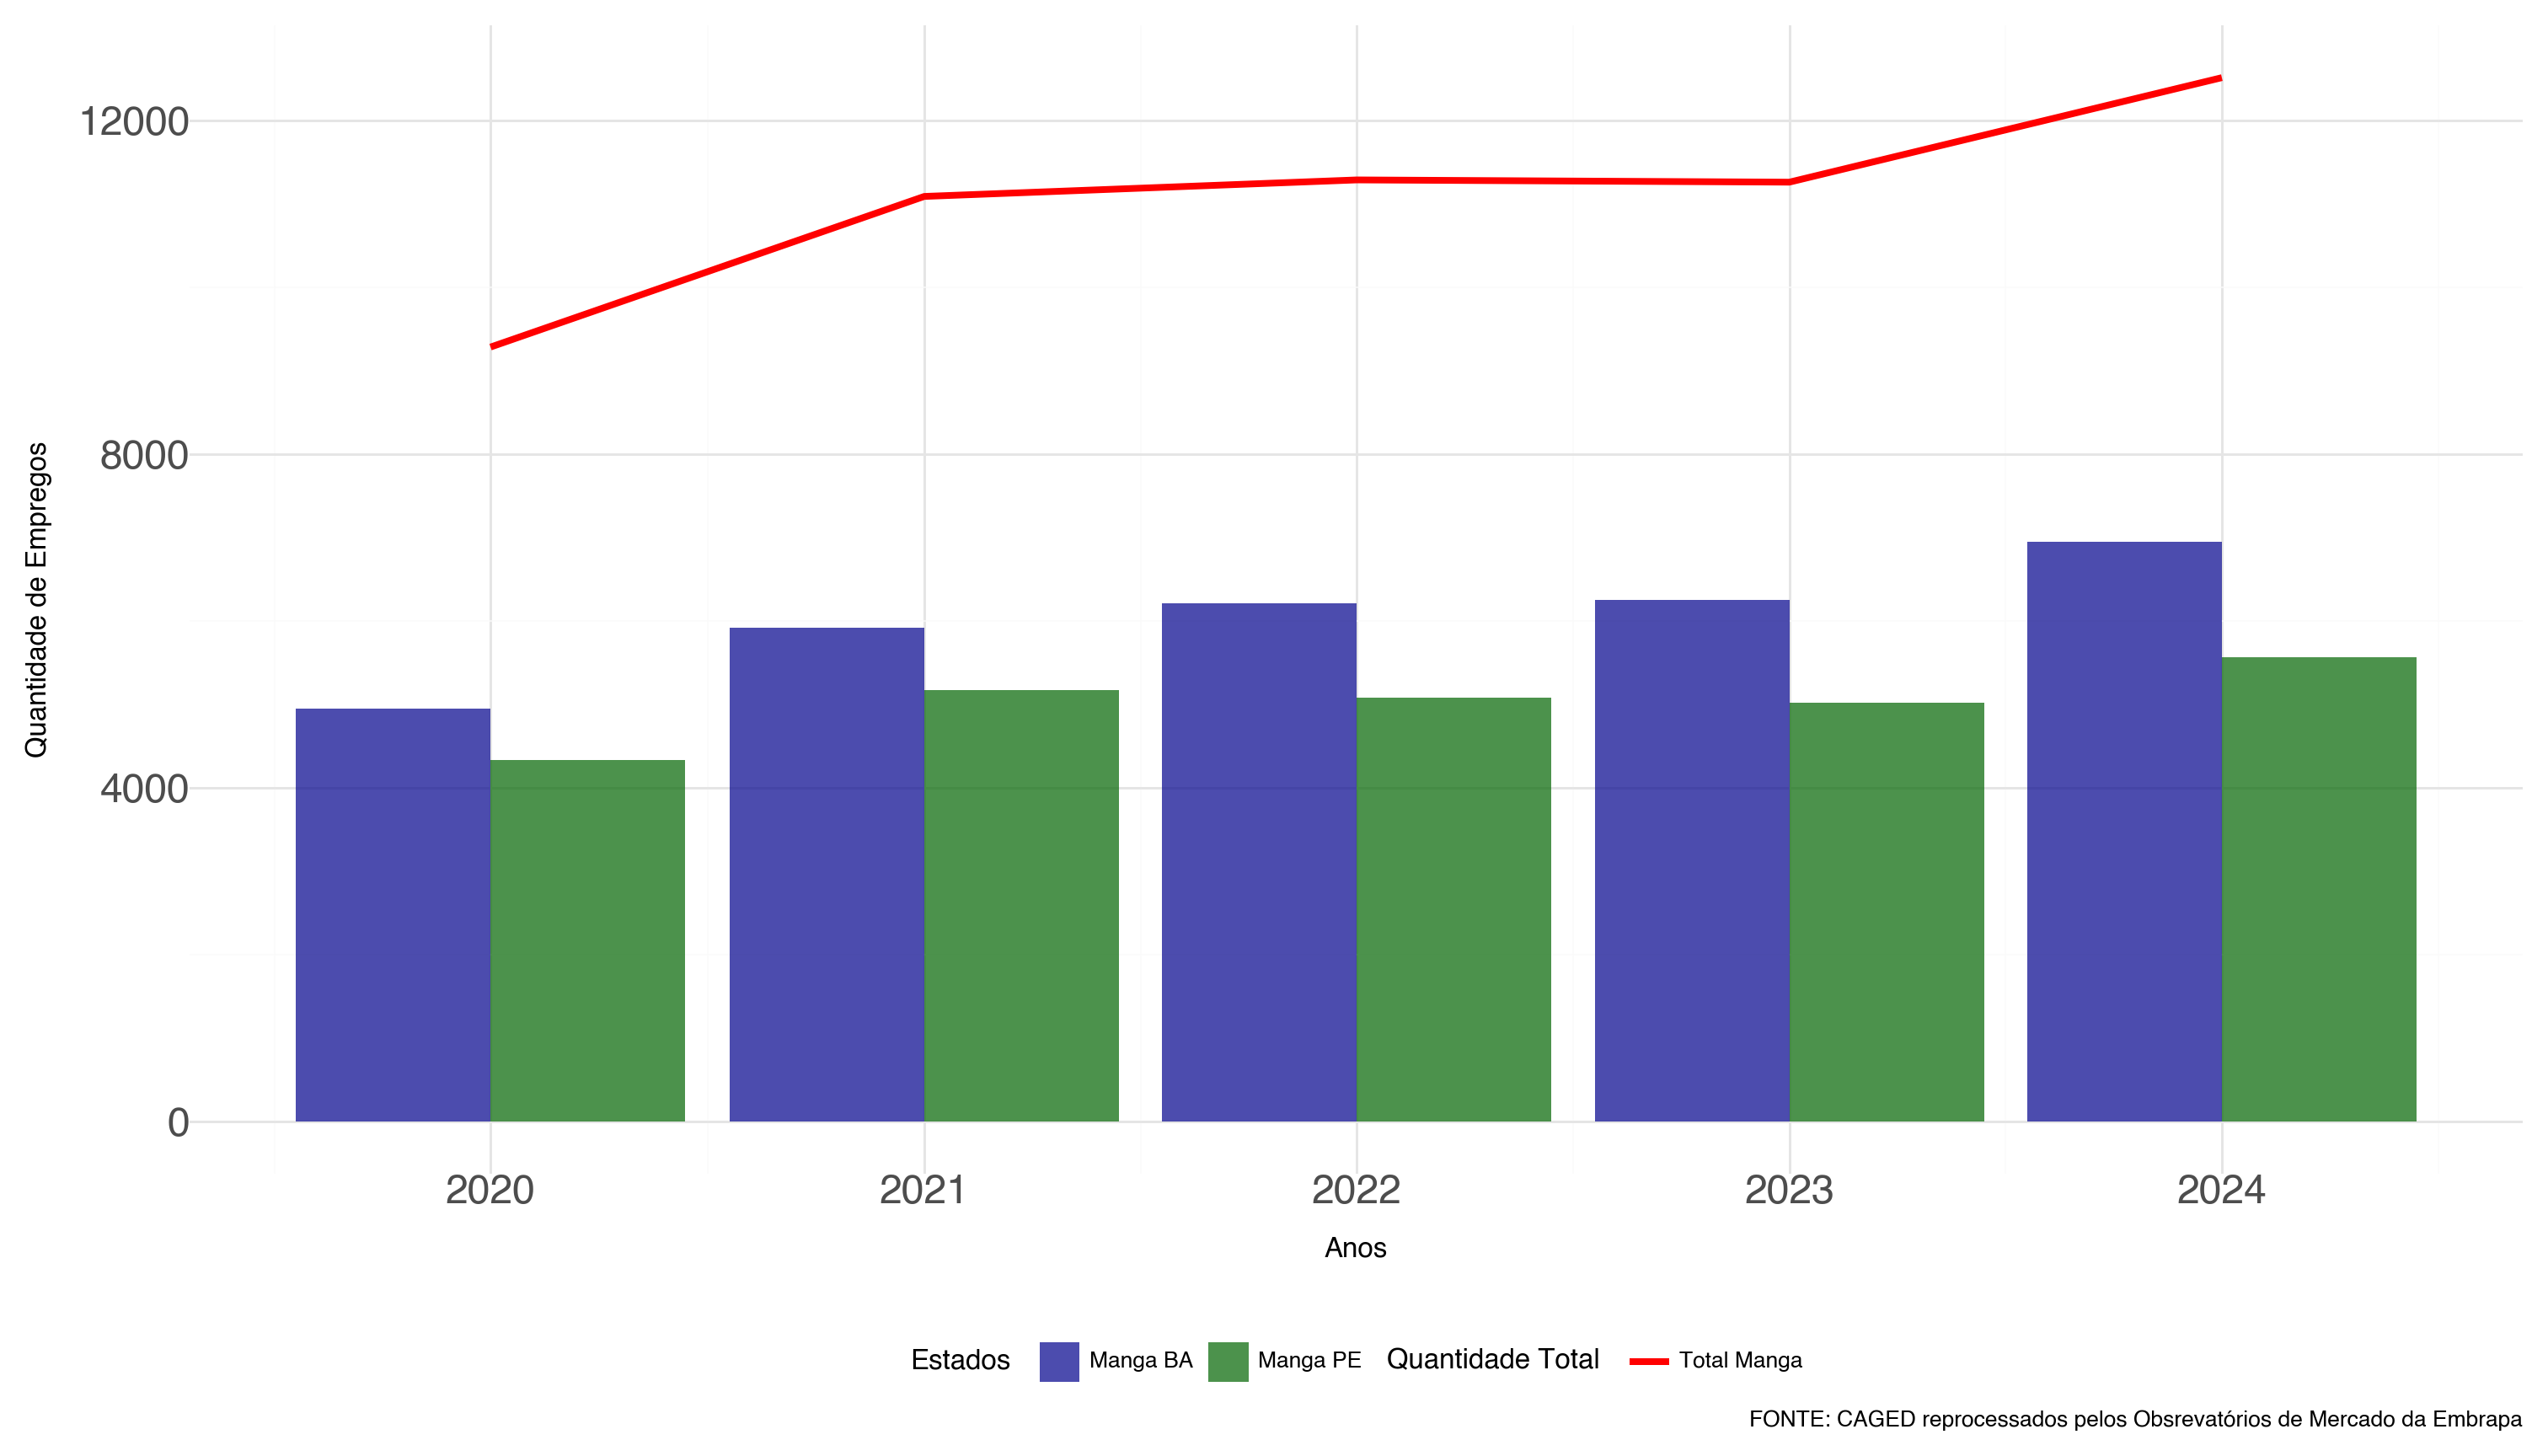 12000
8000
4000
0
Quantidade de Empregos
2020 2021 2022 2023 2024
Anos
Estados Manga BA Manga PE Quantidade Total Total Manga
FONTE: CAGED reprocessados pelos Obsrevatórios de Mercado da Embrapa